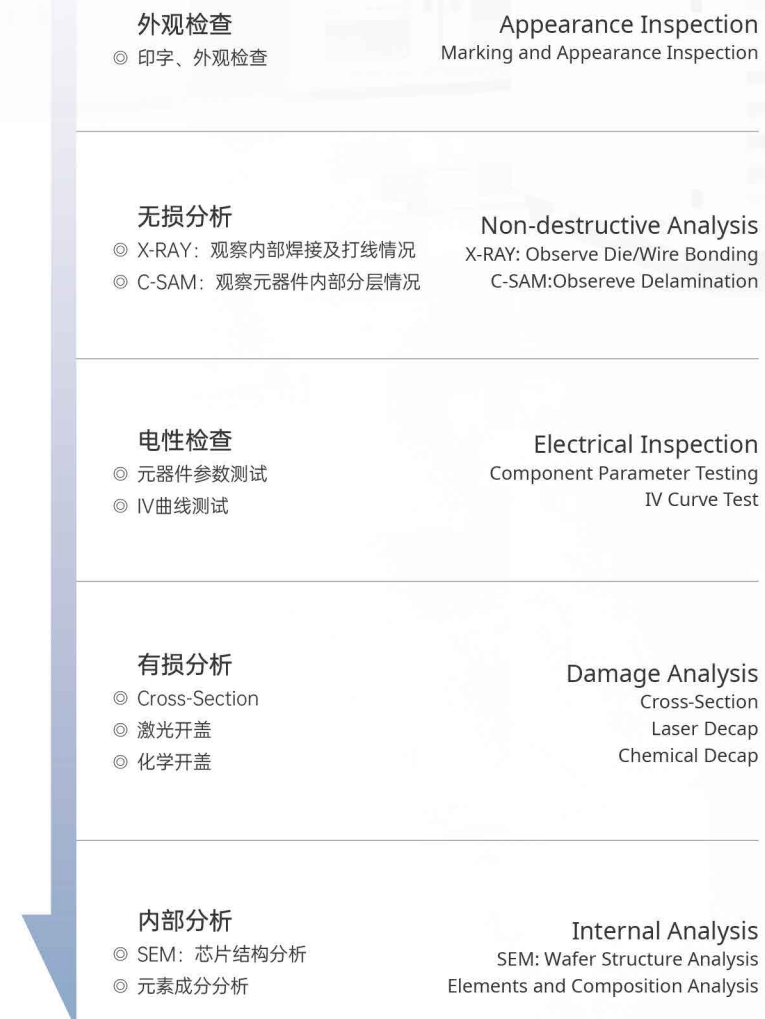 外观检查
◎ 印字、外观检查
Appearance Inspection
Marking and Appearance Inspection
无损分析
◎ X-RAY：观察内部焊接及打线情况
◎ C-SAM：观察元器件内部分层情况
Non-destructive Analysis
X-RAY: Observe Die/Wire Bonding
C-SAM:Obsereve Delamination
电性检查
◎ 元器件参数测试
◎ IV曲线测试
Electrical Inspection
Component Parameter Testing
IV Curve Test
有损分析
◎ Cross-Section
◎ 激光开盖
◎ 化学开盖
Damage Analysis
Cross-Section
Laser Decap
Chemical Decap
内部分析
◎ SEM：芯片结构分析
◎ 元素成分分析
Internal Analysis
SEM: Wafer Structure Analysis
Elements and Composition Analysis